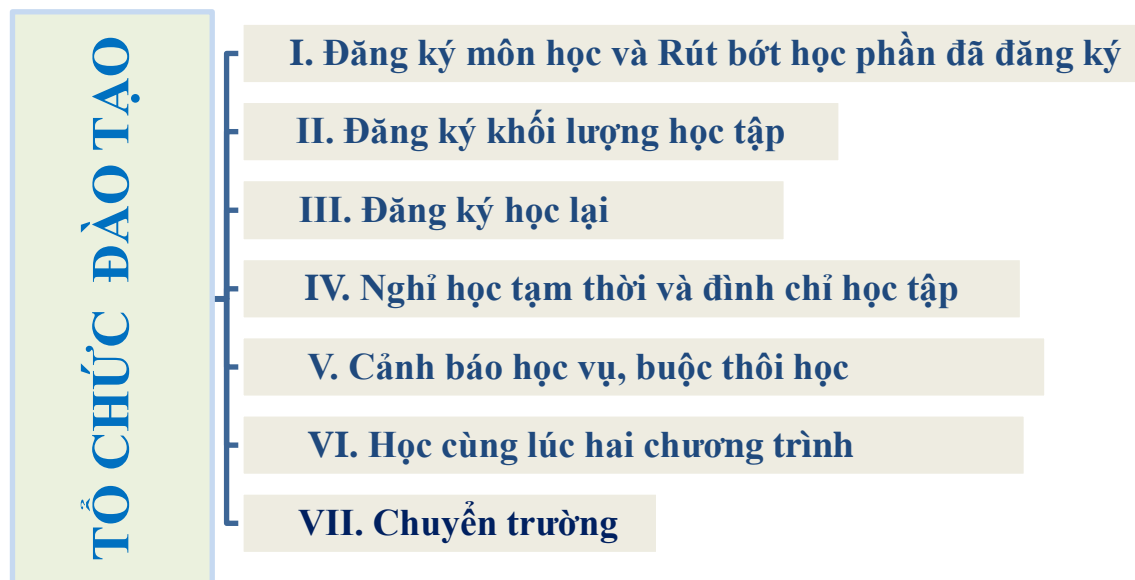 TỔ CHỨC ĐÀO TẠO
I. Đăng ký môn học và Rút bớt học phần đã đăng ký
II. Đăng ký khối lượng học tập
III. Đăng ký học lại
IV. Nghỉ học tạm thời và đình chỉ học tập
V. Cảnh báo học vụ, buộc thôi học
VI. Học cùng lúc hai chương trình
VII. Chuyển trường